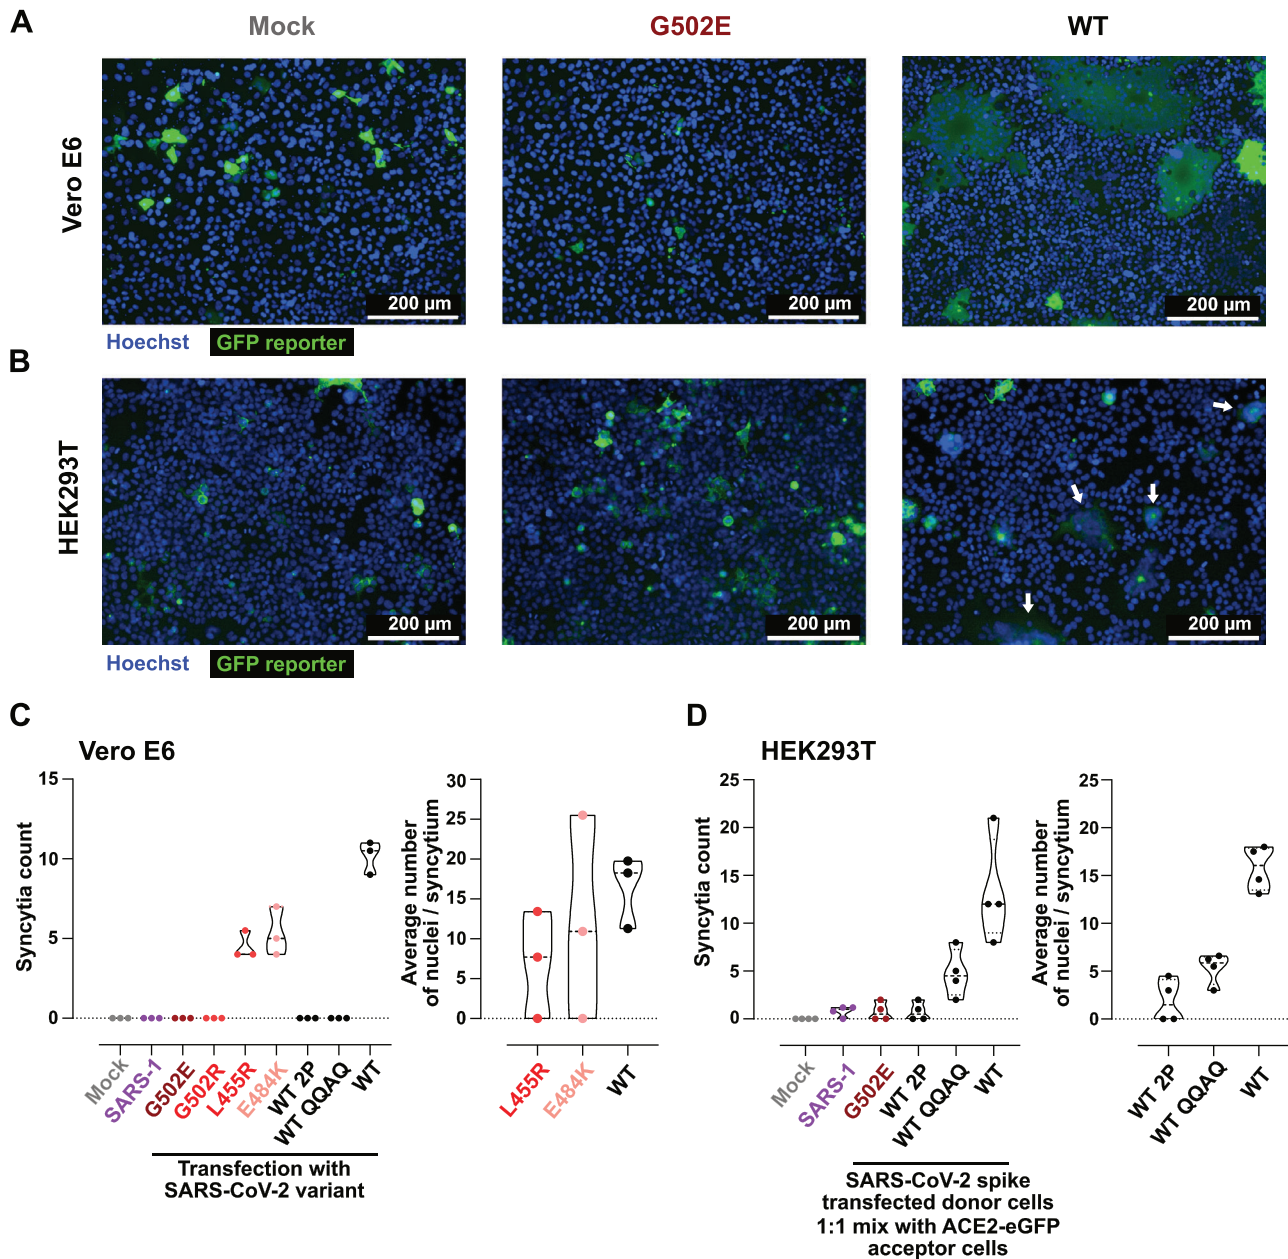 A
Mock
G502E
WT
Vero E6
200 µm
200 µm
200 µm
Hoechst
GFP reporter
B
HEK293T
200 µm
200 µm
200 µm
Hoechst
GFP reporter
C
Vero E6
Syncytia count
15
10
5
0
Mock
SARS-1
G502E
G502R
L455R
E484K
WT 2P
WT QQAQ
WT
Transfection with
SARS-CoV-2 variant
Average number
of nuclei / syncytium
30
25
20
15
10
5
0
L455R
E484K
WT
D
HEK293T
Syncytia count
25
20
15
10
5
0
Mock
SARS-1
G502E
WT 2P
WT QQAQ
WT
SARS-CoV-2 spike
transfected donor cells
1:1 mix with ACE2-eGFP
acceptor cells
Average number
of nuclei / syncytium
25
20
15
10
5
0
WT 2P
WT QQAQ
WT